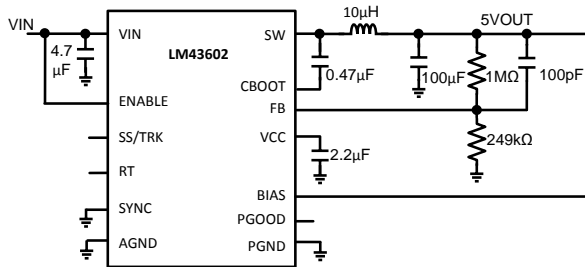 VIN
10µH
5VOUT
VIN
SW
4.7
µF
LM43602
0.47µF
100µF
1MΩ
100pF
CBOOT
ENABLE
FB
SS/TRK
VCC
249kΩ
2.2µF
RT
BIAS
SYNC
PGOOD
AGND
PGND